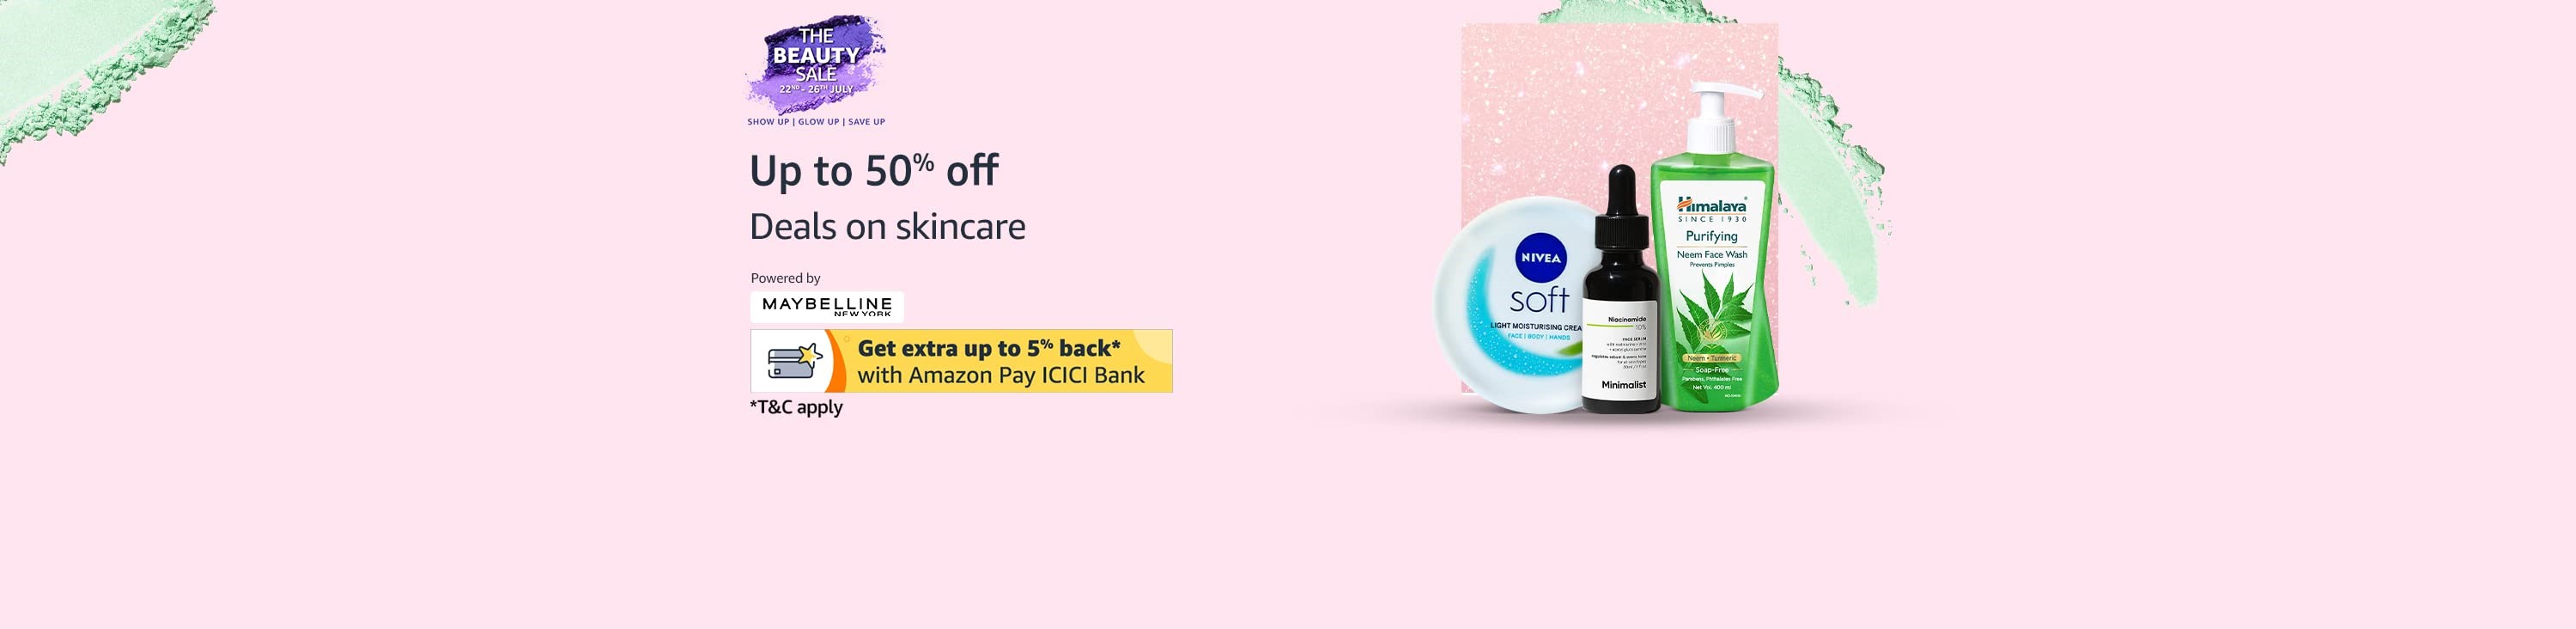 THE
BEAUTY
SALE
22ND - 26TH JULY
SHOW UP | GLOW UP | SAVE UP
Up to 50% off
Deals on skincare
Powered by
MAYBELLINE
NEW YORK
Get extra up to 5% back*
with Amazon Pay ICICI Bank
*T&C apply
NIVEA
soft
LIGHT MOISTURISING CREA
FACE | BODY | HANDS
Niacinamide
10%
FACE SERUM
Minimalist
Himalaya
SINCE 1930
Purifying
Neem Face Wash
Prevents Pimples
Neem • Turmeric
Soap-Free
Parabens, Phthalates Free
Net Vol. 400 ml